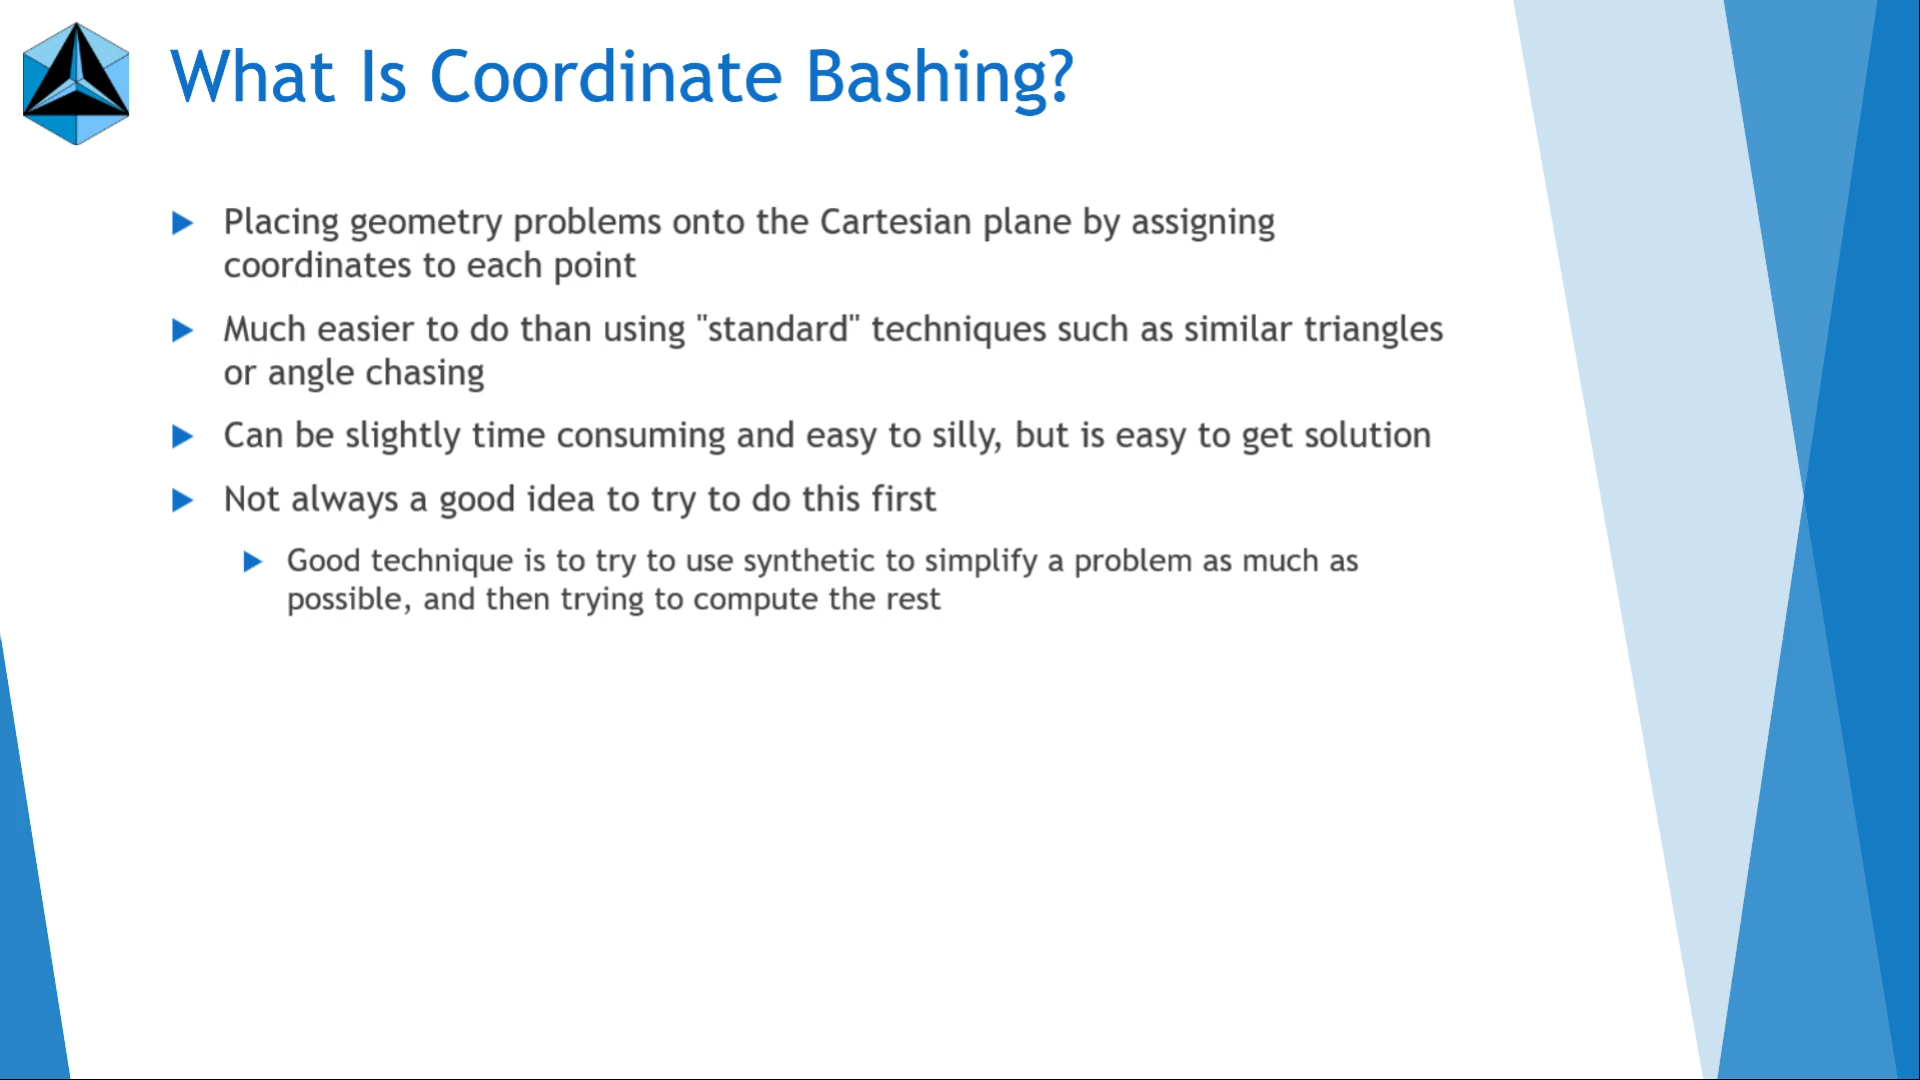 What Is Coordinate Bashing?
Placing geometry problems onto the Cartesian plane by assigning
coordinates to each point
Much easier to do than using "standard" techniques such as similar triangles
or angle chasing
Can be slightly time consuming and easy to silly, but is easy to get solution
Not always a good idea to try to do this first
Good technique is to try to use synthetic to simplify a problem as much as
possible, and then trying to compute the rest